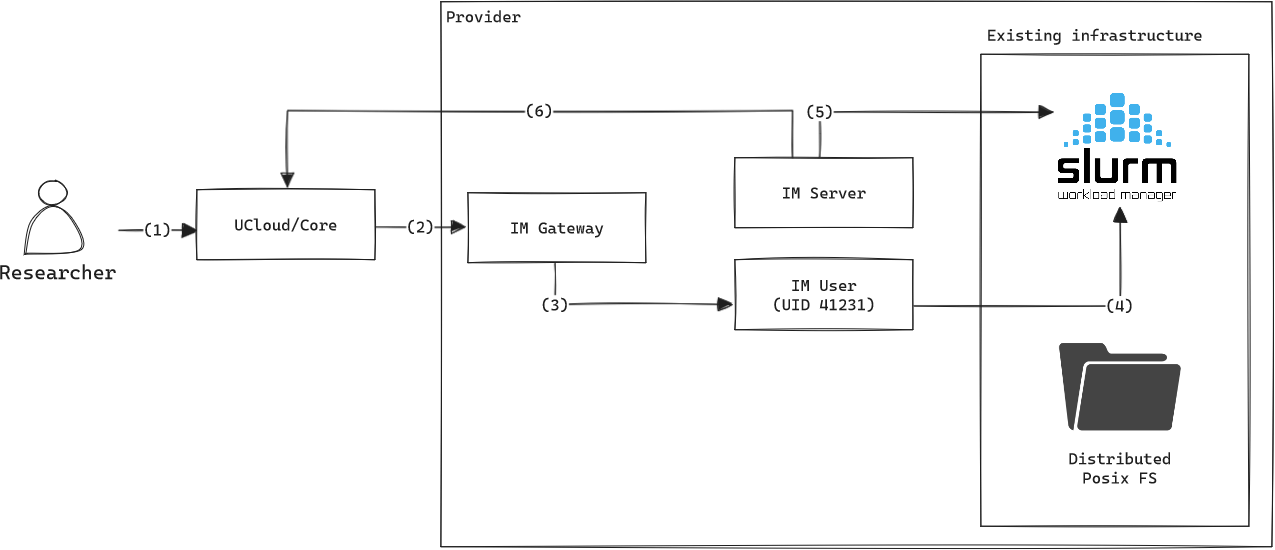 Provider
Existing infrastructure
(6)
(5)
slurm
workload manager
IM Server
UCloud/Core
IM Gateway
(1)
(2)
Researcher
IM User
(UID 41231)
(3)
(4)
Distributed
Posix FS